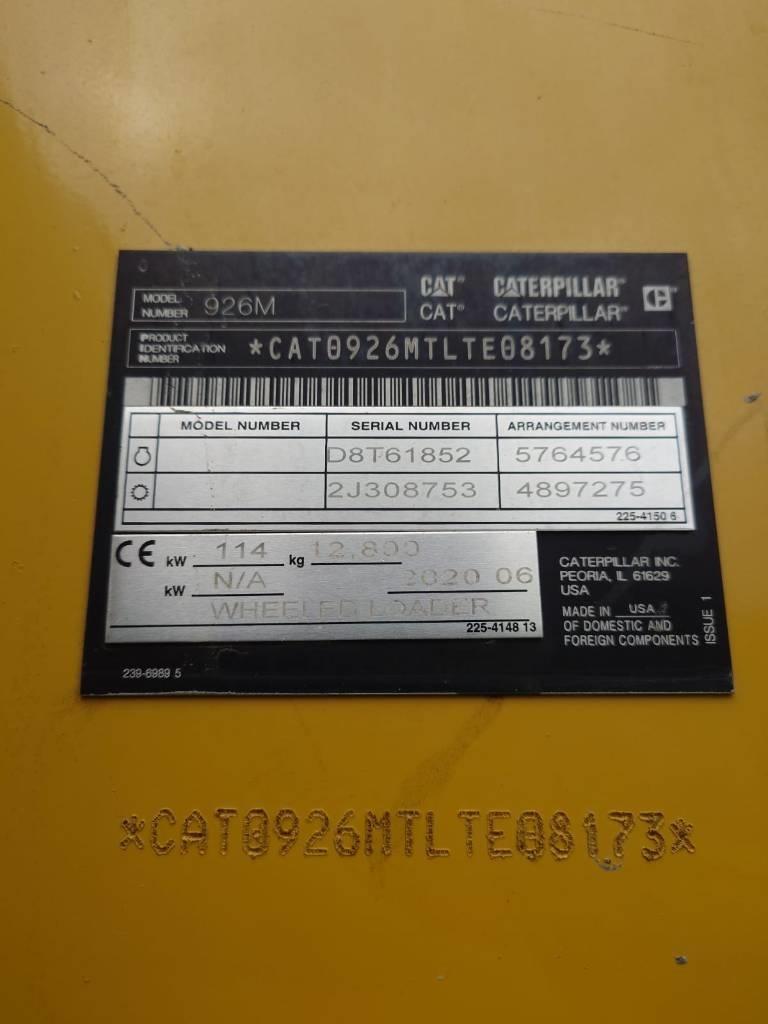 CAT® CATERPILLAR®
MODEL NUMBER 926M
CAT® CATERPILLAR®
PRODUCT IDENTIFICATION NUMBER *CAT0926MTLTE08173*
MODEL NUMBER SERIAL NUMBER ARRANGEMENT NUMBER
D8T61852 5764576
2J308753 4897275
225-4150 6
CE kW 114 kg 12,800
kW N/A 2020 06
WHEELED LOADER
225-4148 13
CATERPILLAR INC.
PEORIA, IL 61629
USA
MADE IN USA
OF DOMESTIC AND
FOREIGN COMPONENTS
ISSUE 1
239-6989 5
*CAT0926MTLTE08173*